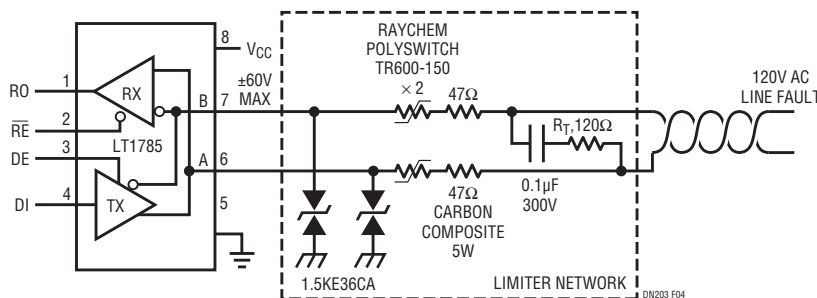 RAYCHEM
POLYSWITCH
TR600-150
× 2
47Ω
120V AC
LINE FAULT
8
VCC
±60V
MAX
RO
1
RX
B
7
RE
2
LT1785
DE
3
A
6
RT, 120Ω
DI
4
TX
5
0.1µF
300V
47Ω
CARBON
COMPOSITE
5W
1.5KE36CA
LIMITER NETWORK
DN203 F04